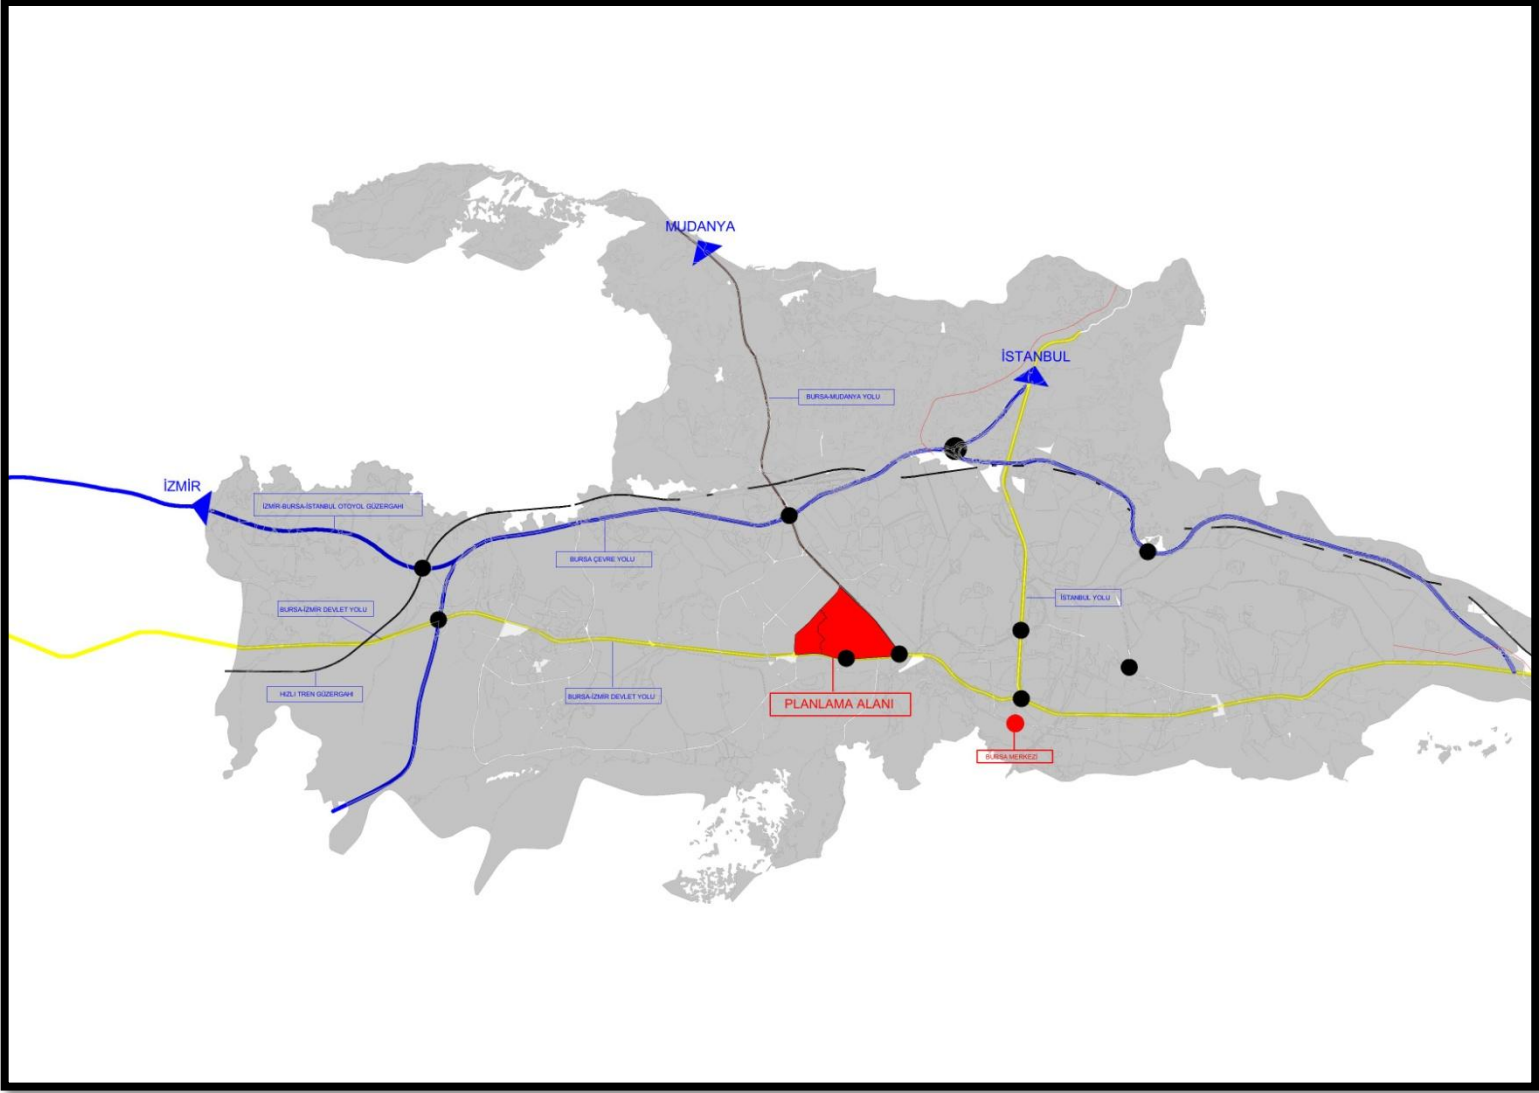 MUDANYA
İSTANBUL
BURSA-MUDANYA YOLU
İZMİR
İZMİR-BURSA-İSTANBUL OTOYOL GÜZERGAHI
BURSA ÇEVRE YOLU
İSTANBUL YOLU
BURSA-İZMİR DEVLET YOLU
HIZLI TREN GÜZERGAHI
BURSA-İZMİR DEVLET YOLU
PLANLAMA ALANI
BURSA MERKEZİ